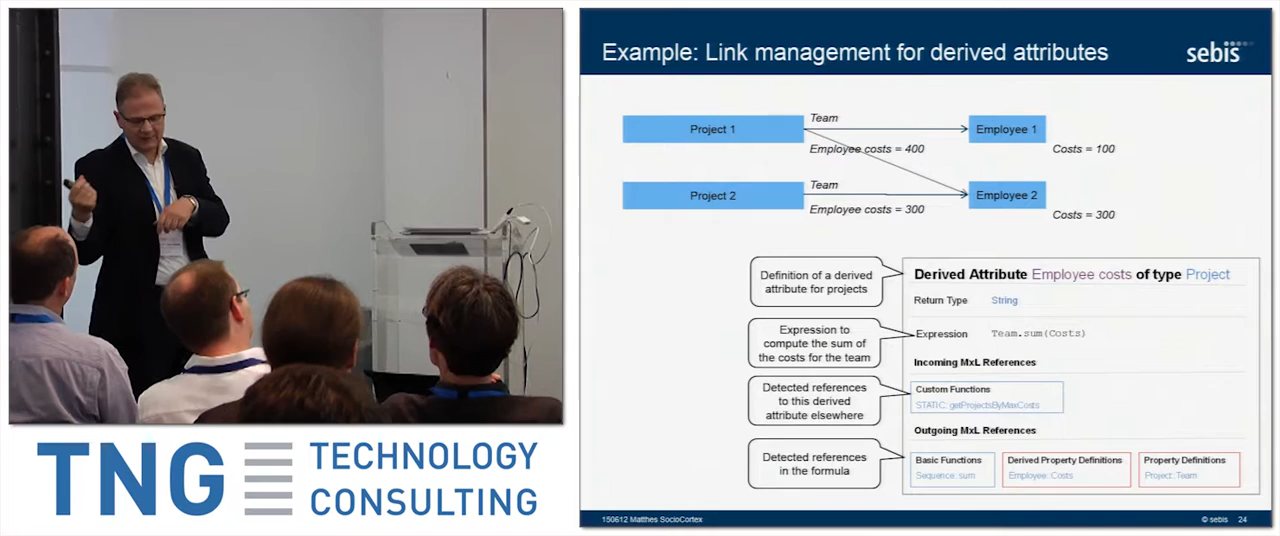 TNG TECHNOLOGY
CONSULTING
Example: Link management for derived attributes
sebis
Project 1
Team
Employee costs = 400
Employee 1
Costs = 100
Project 2
Team
Employee costs = 300
Employee 2
Costs = 300
Definition of a derived
attribute for projects
Derived Attribute Employee costs of type Project
Return Type String
Expression to
compute the sum of
the costs for the team
Expression Team.sum(Costs)
Incoming MxL References
Detected references
to this derived
attribute elsewhere
Custom Functions
STATIC: getProjectsByMaxCosts
Outgoing MxL References
Detected references
in the formula
Basic Functions
Sequence: sum
Derived Property Definitions
Employee: Costs
Property Definitions
Project: Team
150612 Matthes SocioCortex
© sebis 24